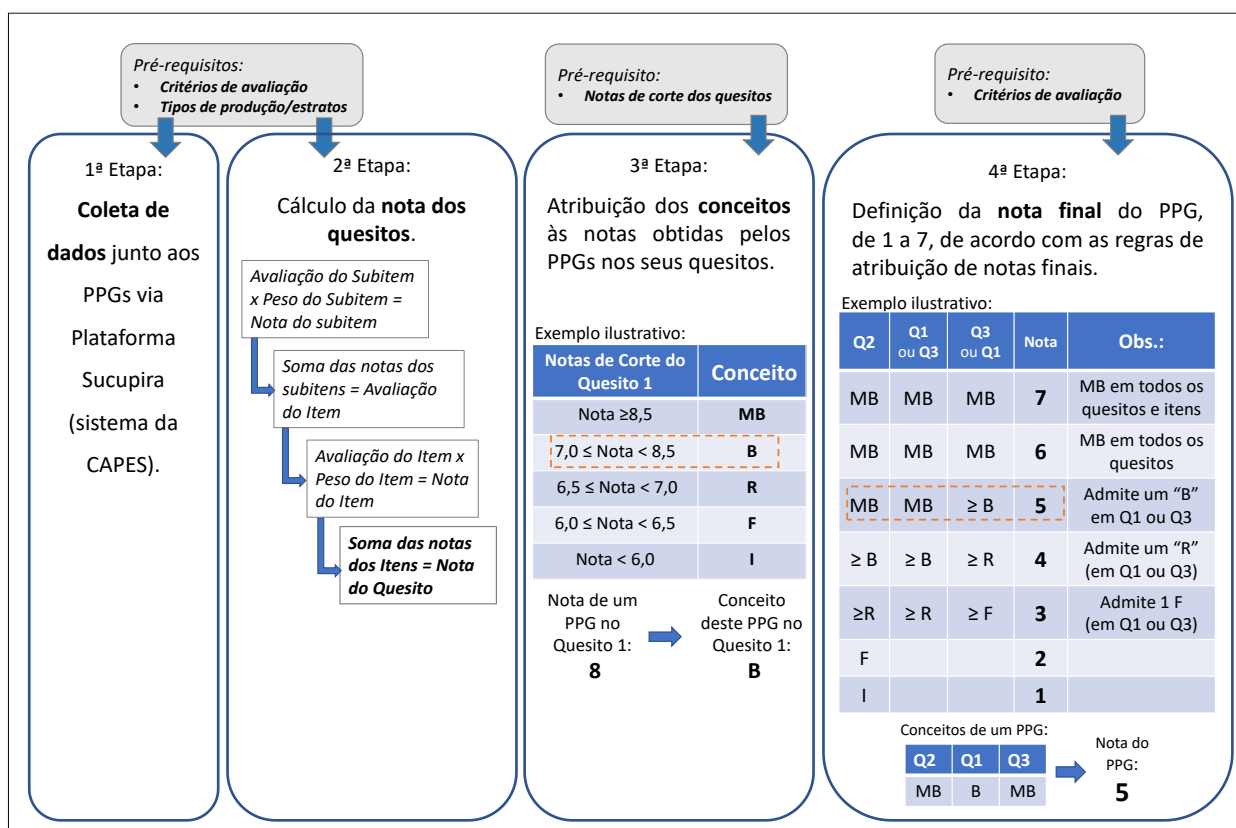 Pré-requisitos:
• Critérios de avaliação
• Tipos de produção/estratos
1ª Etapa:
Coleta de
dados junto aos
PPGs via
Plataforma
Sucupira
(sistema da
CAPES).
2ª Etapa:
Cálculo da nota dos
quesitos.
Avaliação do Subitem
x Peso do Subitem =
Nota do subitem
Soma das notas dos
subitens = Avaliação
do Item
Avaliação do Item x
Peso do Item = Nota
do Item
Soma das notas
dos Itens = Nota
do Quesito
Pré-requisito:
• Notas de corte dos quesitos
3ª Etapa:
Atribuição dos conceitos
às notas obtidas pelos
PPGs nos seus quesitos.
Exemplo ilustrativo:
Notas de Corte do
Quesito 1
Conceito
Nota ≥8,5 MB
7,0 ≤ Nota < 8,5 B
6,5 ≤ Nota < 7,0 R
6,0 ≤ Nota < 6,5 F
Nota < 6,0 I
Nota de um
PPG no
Quesito 1:
8
Conceito
deste PPG no
Quesito 1:
B
Pré-requisito:
• Critérios de avaliação
4ª Etapa:
Definição da nota final do PPG,
de 1 a 7, de acordo com as regras de
atribuição de notas finais.
Exemplo ilustrativo:
Q2
Q1
ou Q3
Q3
ou Q1
Nota
Obs.:
MB MB MB 7 MB em todos os
quesitos e itens
MB MB MB 6 MB em todos os
quesitos
MB MB ≥ B 5 Admite um “B”
em Q1 ou Q3
≥ B ≥ B ≥ R 4 Admite um “R”
(em Q1 ou Q3)
≥R ≥ R ≥ F 3 Admite 1 F
(em Q1 ou Q3)
F 2
I 1
Conceitos de um PPG:
Q2 Q1 Q3
MB B MB
Nota do
PPG:
5